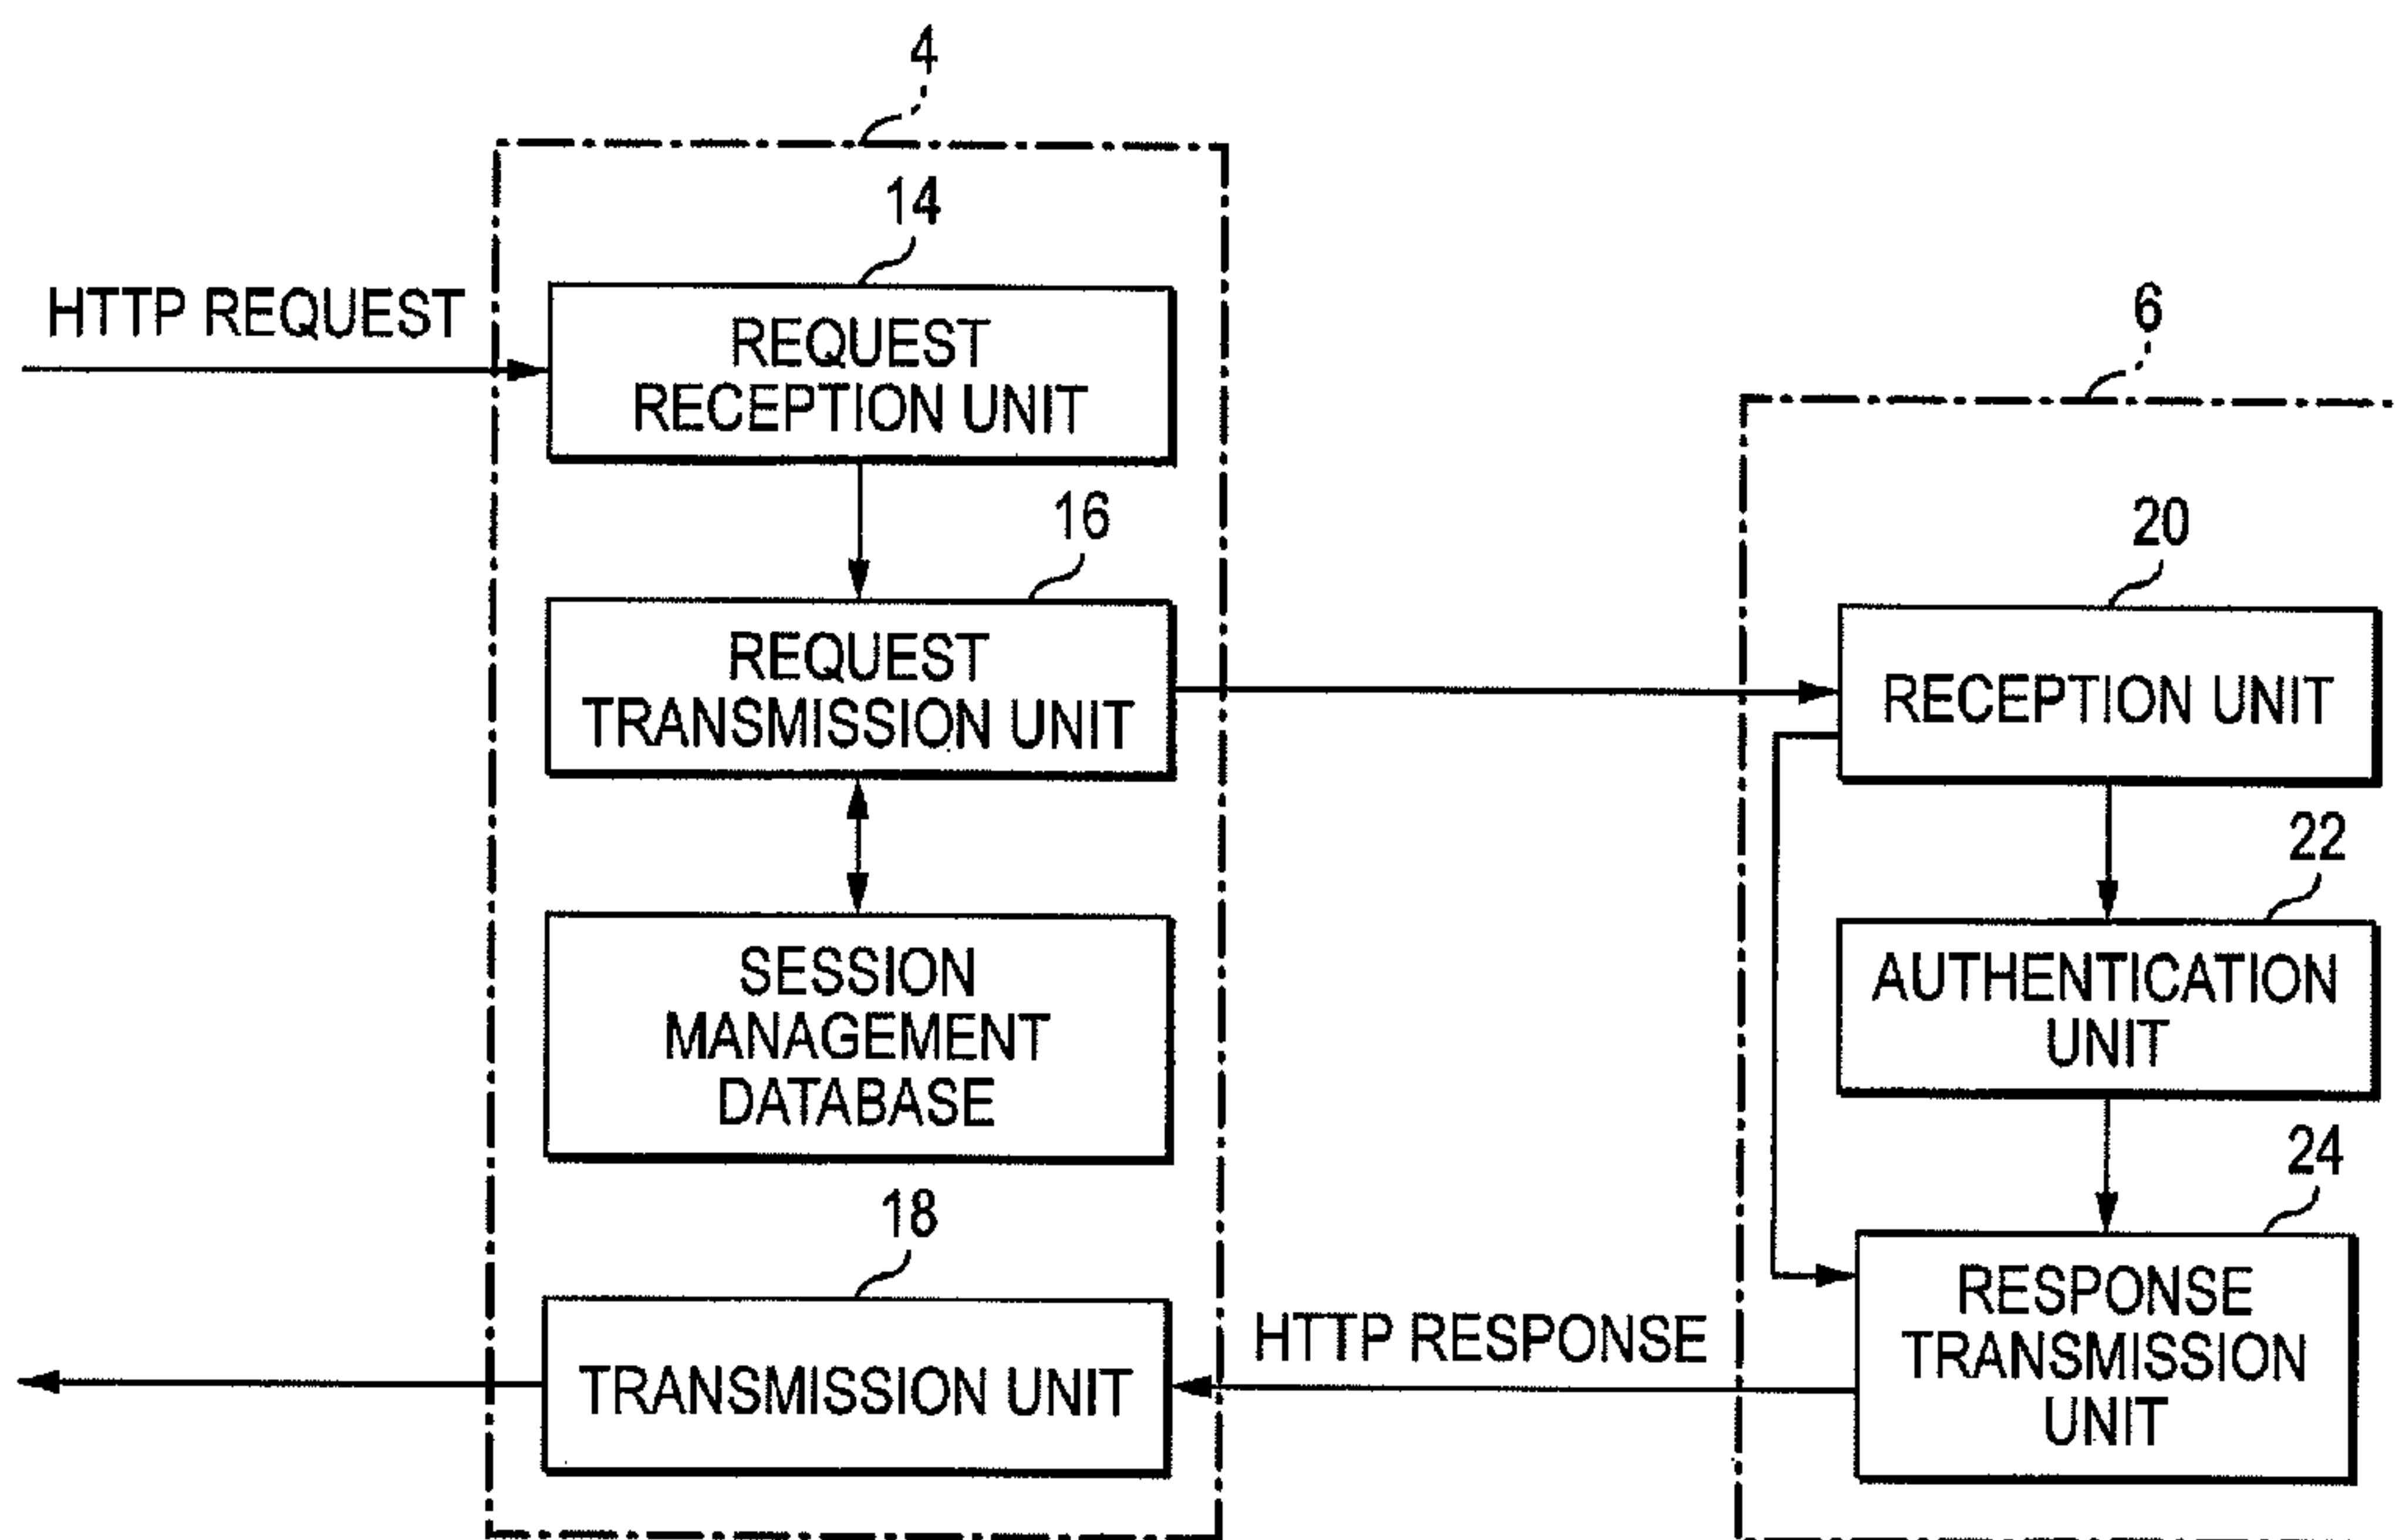 4
14
HTTP REQUEST
REQUEST
RECEPTION UNIT
6
16
REQUEST
TRANSMISSION UNIT
20
RECEPTION UNIT
22
SESSION
MANAGEMENT
DATABASE
AUTHENTICATION
UNIT
24
18
TRANSMISSION UNIT
HTTP RESPONSE
RESPONSE
TRANSMISSION
UNIT